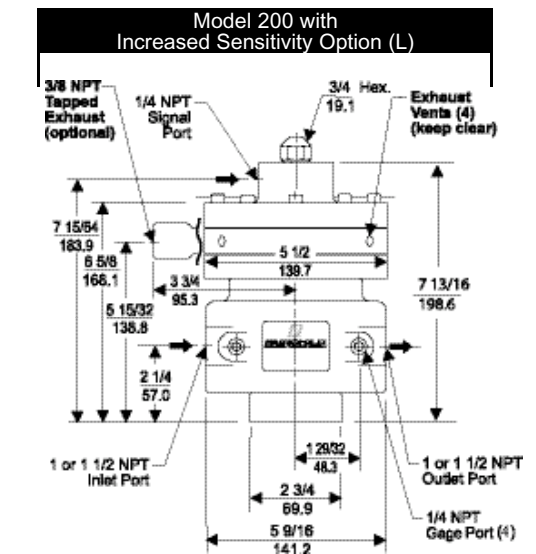 Model 200 with
Increased Sensitivity Option (L)
3/8 NPT
Tapped
Exhaust
(optional)
1/4 NPT
Signal
Port
3/4 Hex.
19.1
Exhaust
Vents (4)
(keep clear)
7 15/64
183.9
6 5/8
168.1
5 15/32
138.8
5 1/2
139.7
3 3/4
95.3
7 13/16
198.6
2 1/4
57.0
1 29/32
48.3
1 or 1 1/2 NPT
Inlet Port
1 or 1 1/2 NPT
Outlet Port
2 3/4
69.9
1/4 NPT
Gage Port (4)
5 9/16
141.2